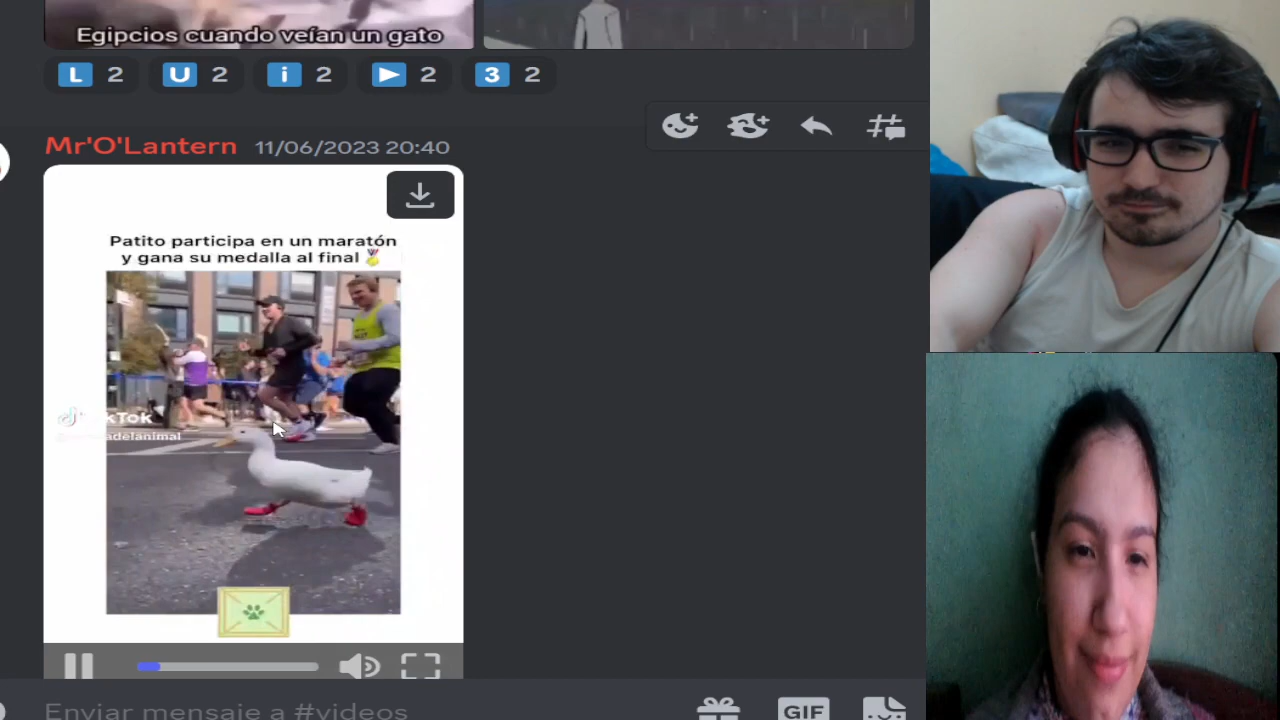 Egipcios cuando veían un gato
L 2 U 2 i 2 2 3 2
Mr'O'Lantern 11/06/2023 20:40
Patito participa en un maratón
y gana su medalla al final
TikTok
Enviar mensaje a #videos
GIF